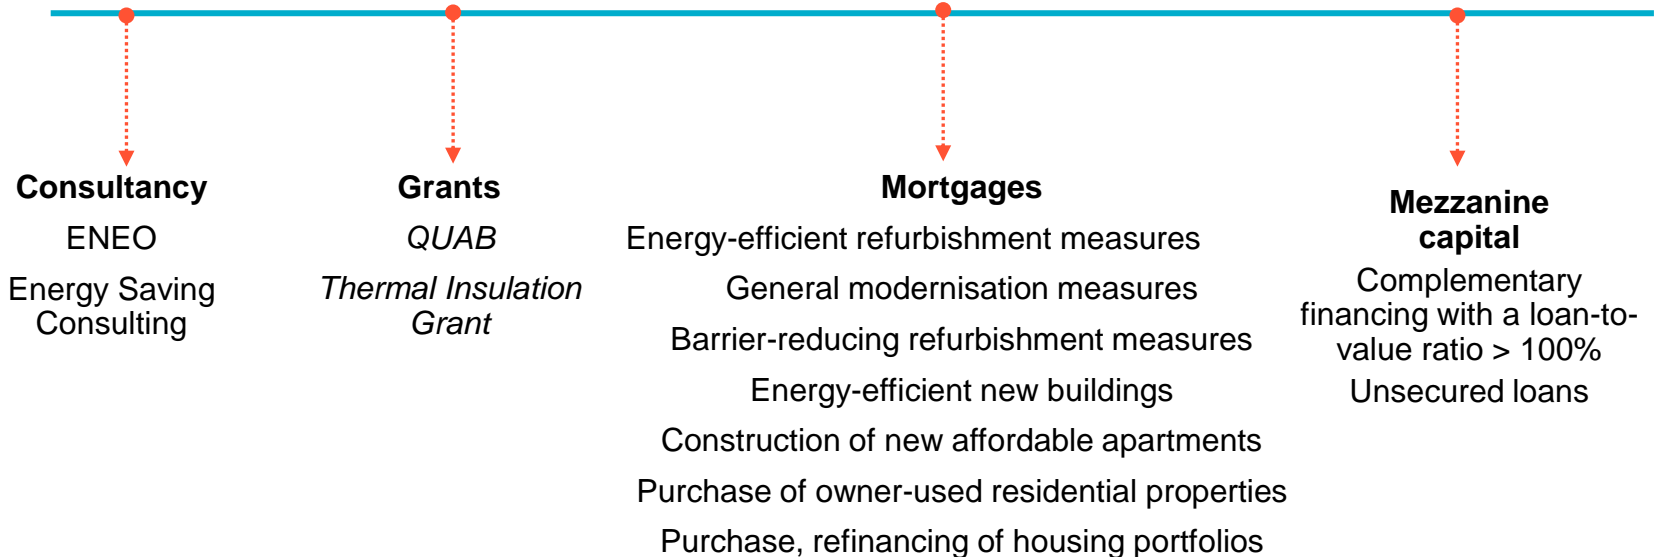 Consultancy
ENEO
Energy Saving
Consulting
Grants
QUAB
Thermal Insulation
Grant
Mortgages
Energy-efficient refurbishment measures
General modernisation measures
Barrier-reducing refurbishment measures
Energy-efficient new buildings
Construction of new affordable apartments
Purchase of owner-used residential properties
Purchase, refinancing of housing portfolios
Mezzanine
capital
Complementary
financing with a loan-to-
value ratio > 100%
Unsecured loans